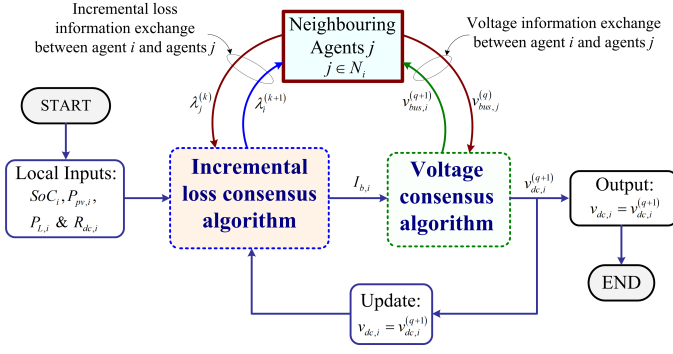 Incremental loss
information exchange
between agent i and agents j
Neighbouring
Agents j
j ∈ N_i
Voltage information exchange
between agent i and agents j
λ_j^(k)
λ_i^(k+1)
v_bus,i^(q+1)
v_bus,j^(q)
START
Local Inputs:
SoC_i, P_pv,i,
P_L,i & R_dc,i
Incremental
loss consensus
algorithm
I_b,i
Voltage
consensus
algorithm
v_dc,i^(q+1)
Output:
v_dc,i = v_dc,i^(q+1)
END
Update:
v_dc,i = v_dc,i^(q+1)